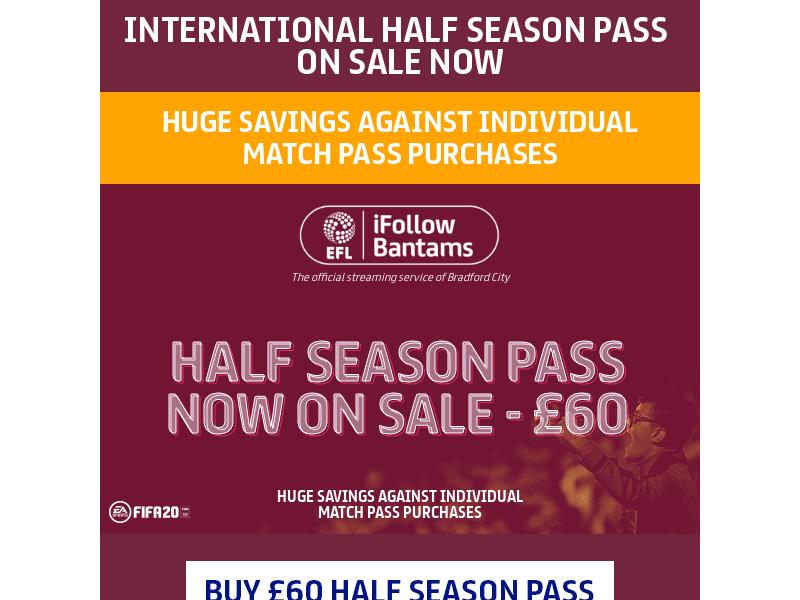 INTERNATIONAL HALF SEASON PASS
ON SALE NOW
HUGE SAVINGS AGAINST INDIVIDUAL
MATCH PASS PURCHASES
EFL
iFollow
Bantams
The official streaming service of Bradford City
HALF SEASON PASS
NOW ON SALE - £60
HUGE SAVINGS AGAINST INDIVIDUAL
MATCH PASS PURCHASES
EA
SPORTS
FIFA20
BUY £60 HALF SEASON PASS